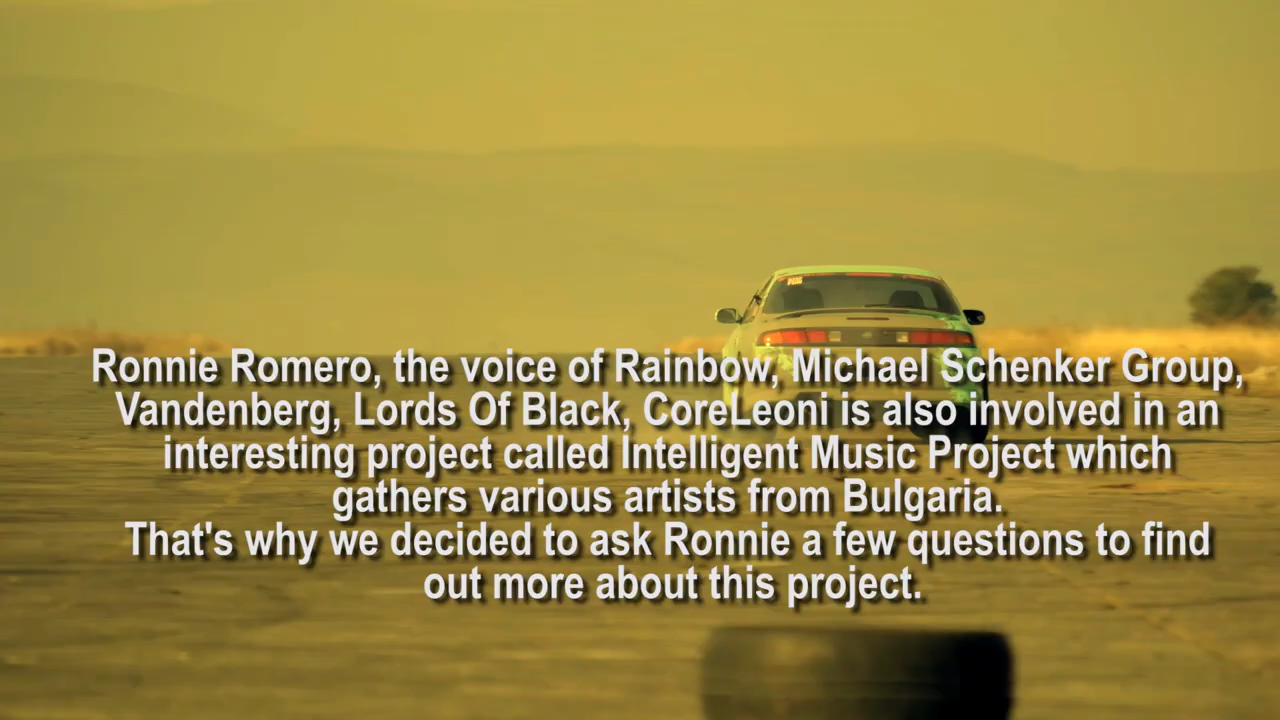 Ronnie Romero, the voice of Rainbow, Michael Schenker Group,
Vandenberg, Lords Of Black, CoreLeoni is also involved in an
interesting project called Intelligent Music Project which
gathers various artists from Bulgaria.
That's why we decided to ask Ronnie a few questions to find
out more about this project.